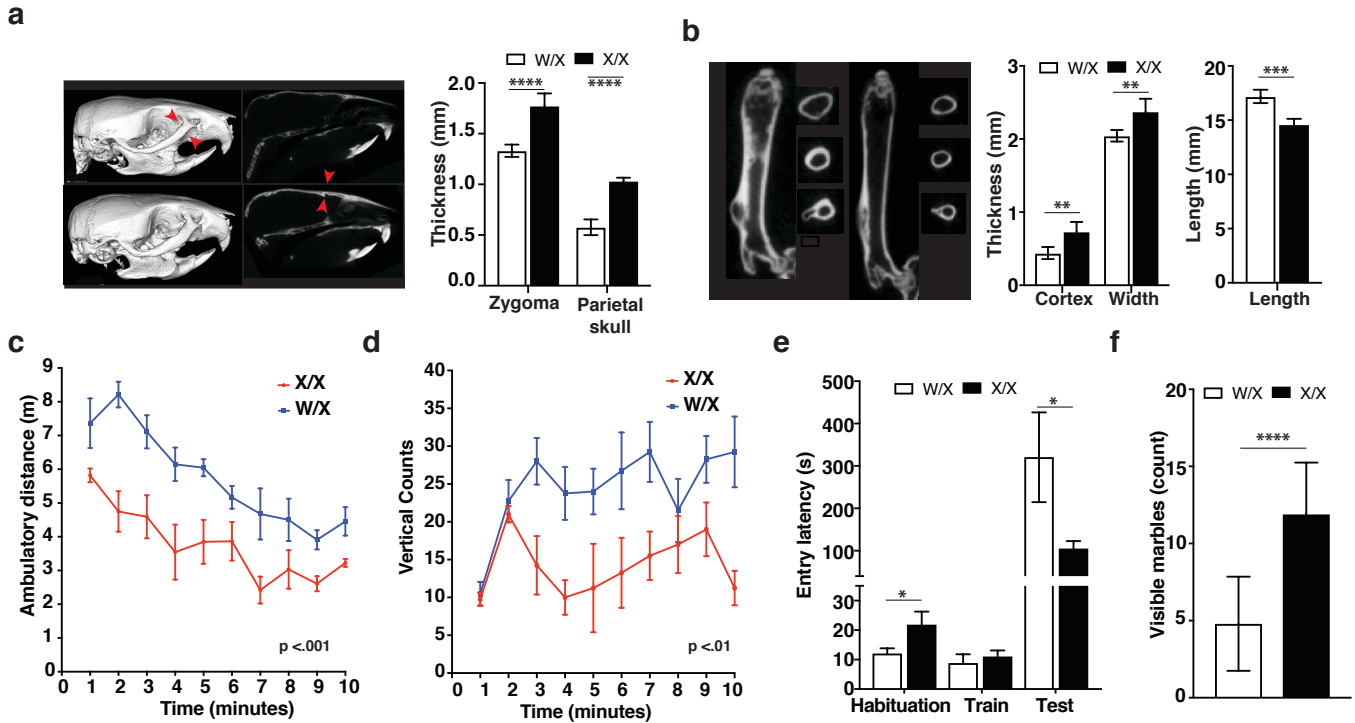 a
W/X X/X
Thickness (mm)
2.0
1.5
1.0
0.5
0.0
****
****
Zygoma
Parietal
skull
b
W/X X/X
Thickness (mm)
3
2
1
0
**
**
Cortex Width
Length (mm)
20
15
10
5
0
***
Length
c
Ambulatory distance (m)
9
8
7
6
5
4
3
2
1
0
X/X
W/X
p <.001
0 1 2 3 4 5 6 7 8 9 10
Time (minutes)
d
Vertical Counts
40
35
30
25
20
15
10
5
0
X/X
W/X
p <.01
0 1 2 3 4 5 6 7 8 9 10
Time (minutes)
e
W/X X/X
Entry latency (s)
500
400
300
200
100
30
20
10
0
*
*
Habituation Train Test
f
W/X X/X
Visible marbles (count)
20
15
10
5
0
****